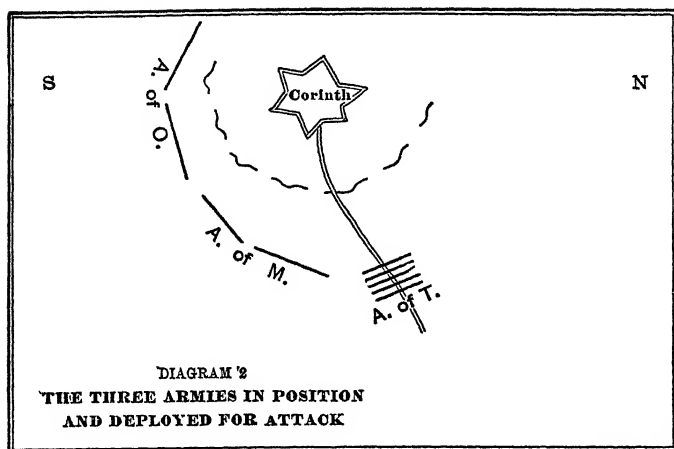 S
N
Corinth
A. of O.
A. of M.
A. of T.
DIAGRAM 2
THE THREE ARMIES IN POSITION
AND DEPLOYED FOR ATTACK